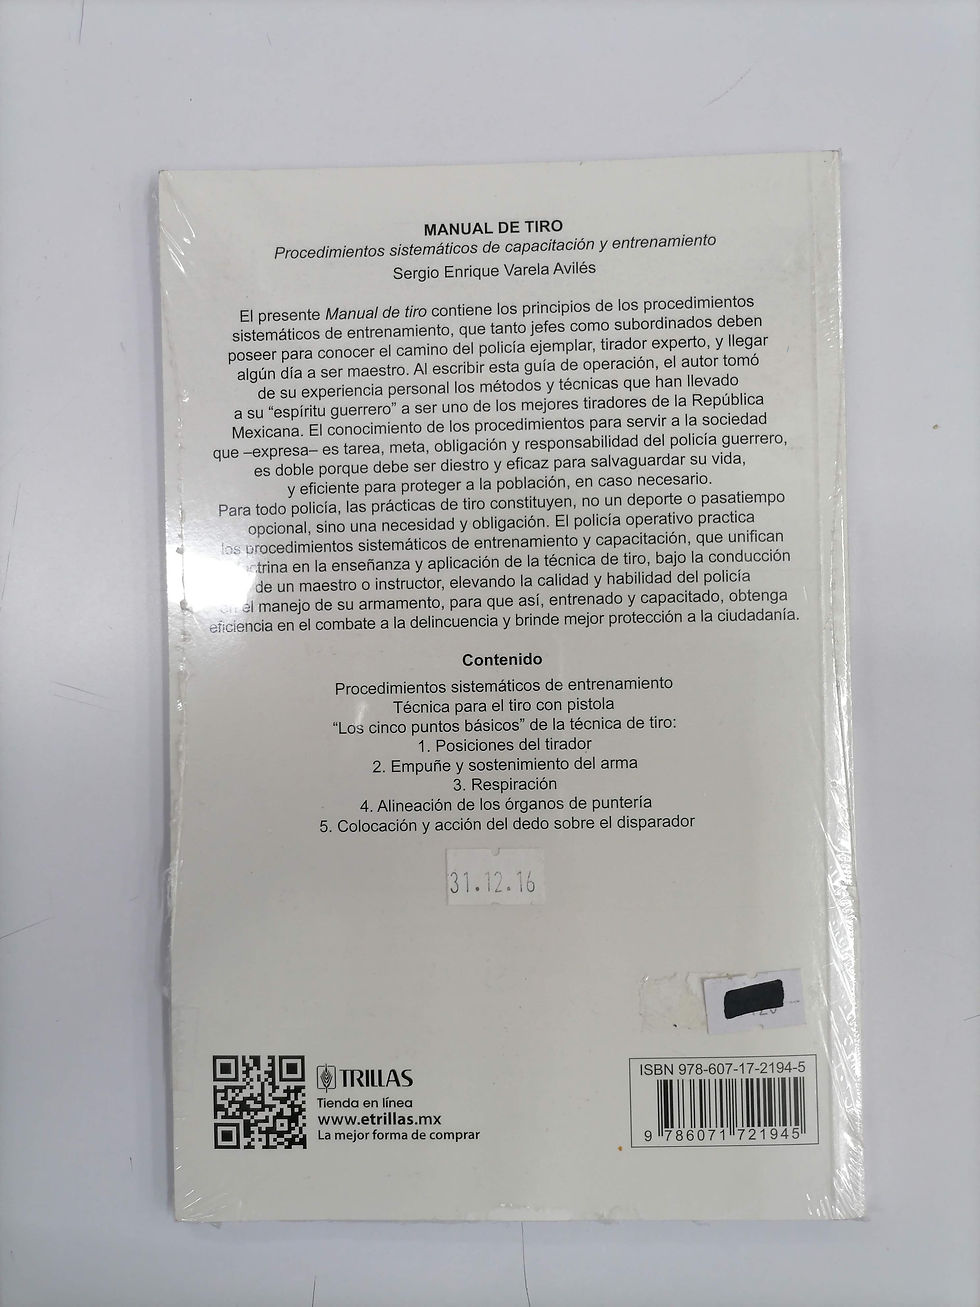 MANUAL DE TIRO
Procedimientos sistemáticos de capacitación y entrenamiento
Sergio Enrique Varela Avilés
El presente Manual de tiro contiene los principios de los procedimientos
sistemáticos de entrenamiento, que tanto jefes como subordinados deben
poseer para conocer el camino del policía ejemplar, tirador experto, y llegar
algún día a ser maestro. Al escribir esta guía de operación, el autor tomó
de su experiencia personal los métodos y técnicas que han llevado
a su “espíritu guerrero” a ser uno de los mejores tiradores de la República
Mexicana. El conocimiento de los procedimientos para servir a la sociedad
que –expresa– es tarea, meta, obligación y responsabilidad del policía guerrero,
es doble porque debe ser diestro y eficaz para salvaguardar su vida,
y eficiente para proteger a la población, en caso necesario.
Para todo policía, las prácticas de tiro constituyen, no un deporte o pasatiempo
opcional, sino una necesidad y obligación. El policía operativo practica
los procedimientos sistemáticos de entrenamiento y capacitación, que unifican
en la enseñanza y aplicación de la técnica de tiro, bajo la conducción
de un maestro o instructor, elevando la calidad y habilidad del policía
en el manejo de su armamento, para que así, entrenado y capacitado, obtenga
eficiencia en el combate a la delincuencia y brinde mejor protección a la ciudadanía.
Contenido
Procedimientos sistemáticos de entrenamiento
Técnica para el tiro con pistola
“Los cinco puntos básicos” de la técnica de tiro:
1. Posiciones del tirador
2. Empuñe y sostenimiento del arma
3. Respiración
4. Alineación de los órganos de puntería
5. Colocación y acción del dedo sobre el disparador
31.12.16
TRILLAS
Tienda en línea
www.etrillas.mx
La mejor forma de comprar
ISBN 978-607-17-2194-5
9 786071 721945